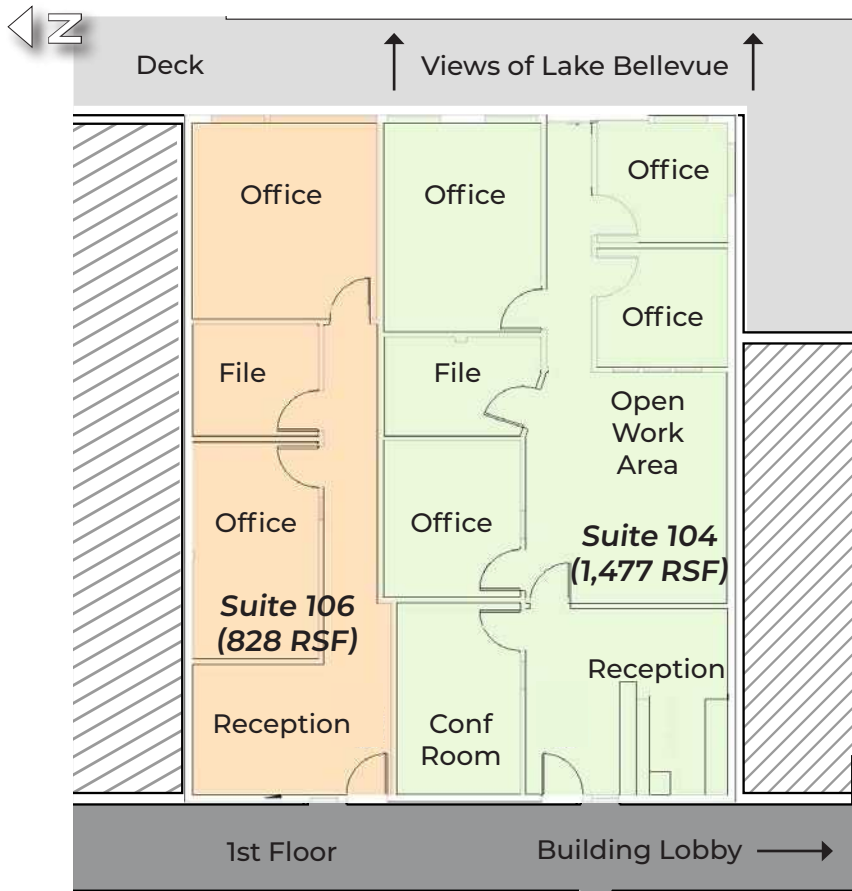 N
Deck
Views of Lake Bellevue
Office
Office
Office
Office
File
File
Open
Work
Area
Office
Office
Suite 104
(1,477 RSF)
Suite 106
(828 RSF)
Reception
Reception
Conf
Room
1st Floor
Building Lobby